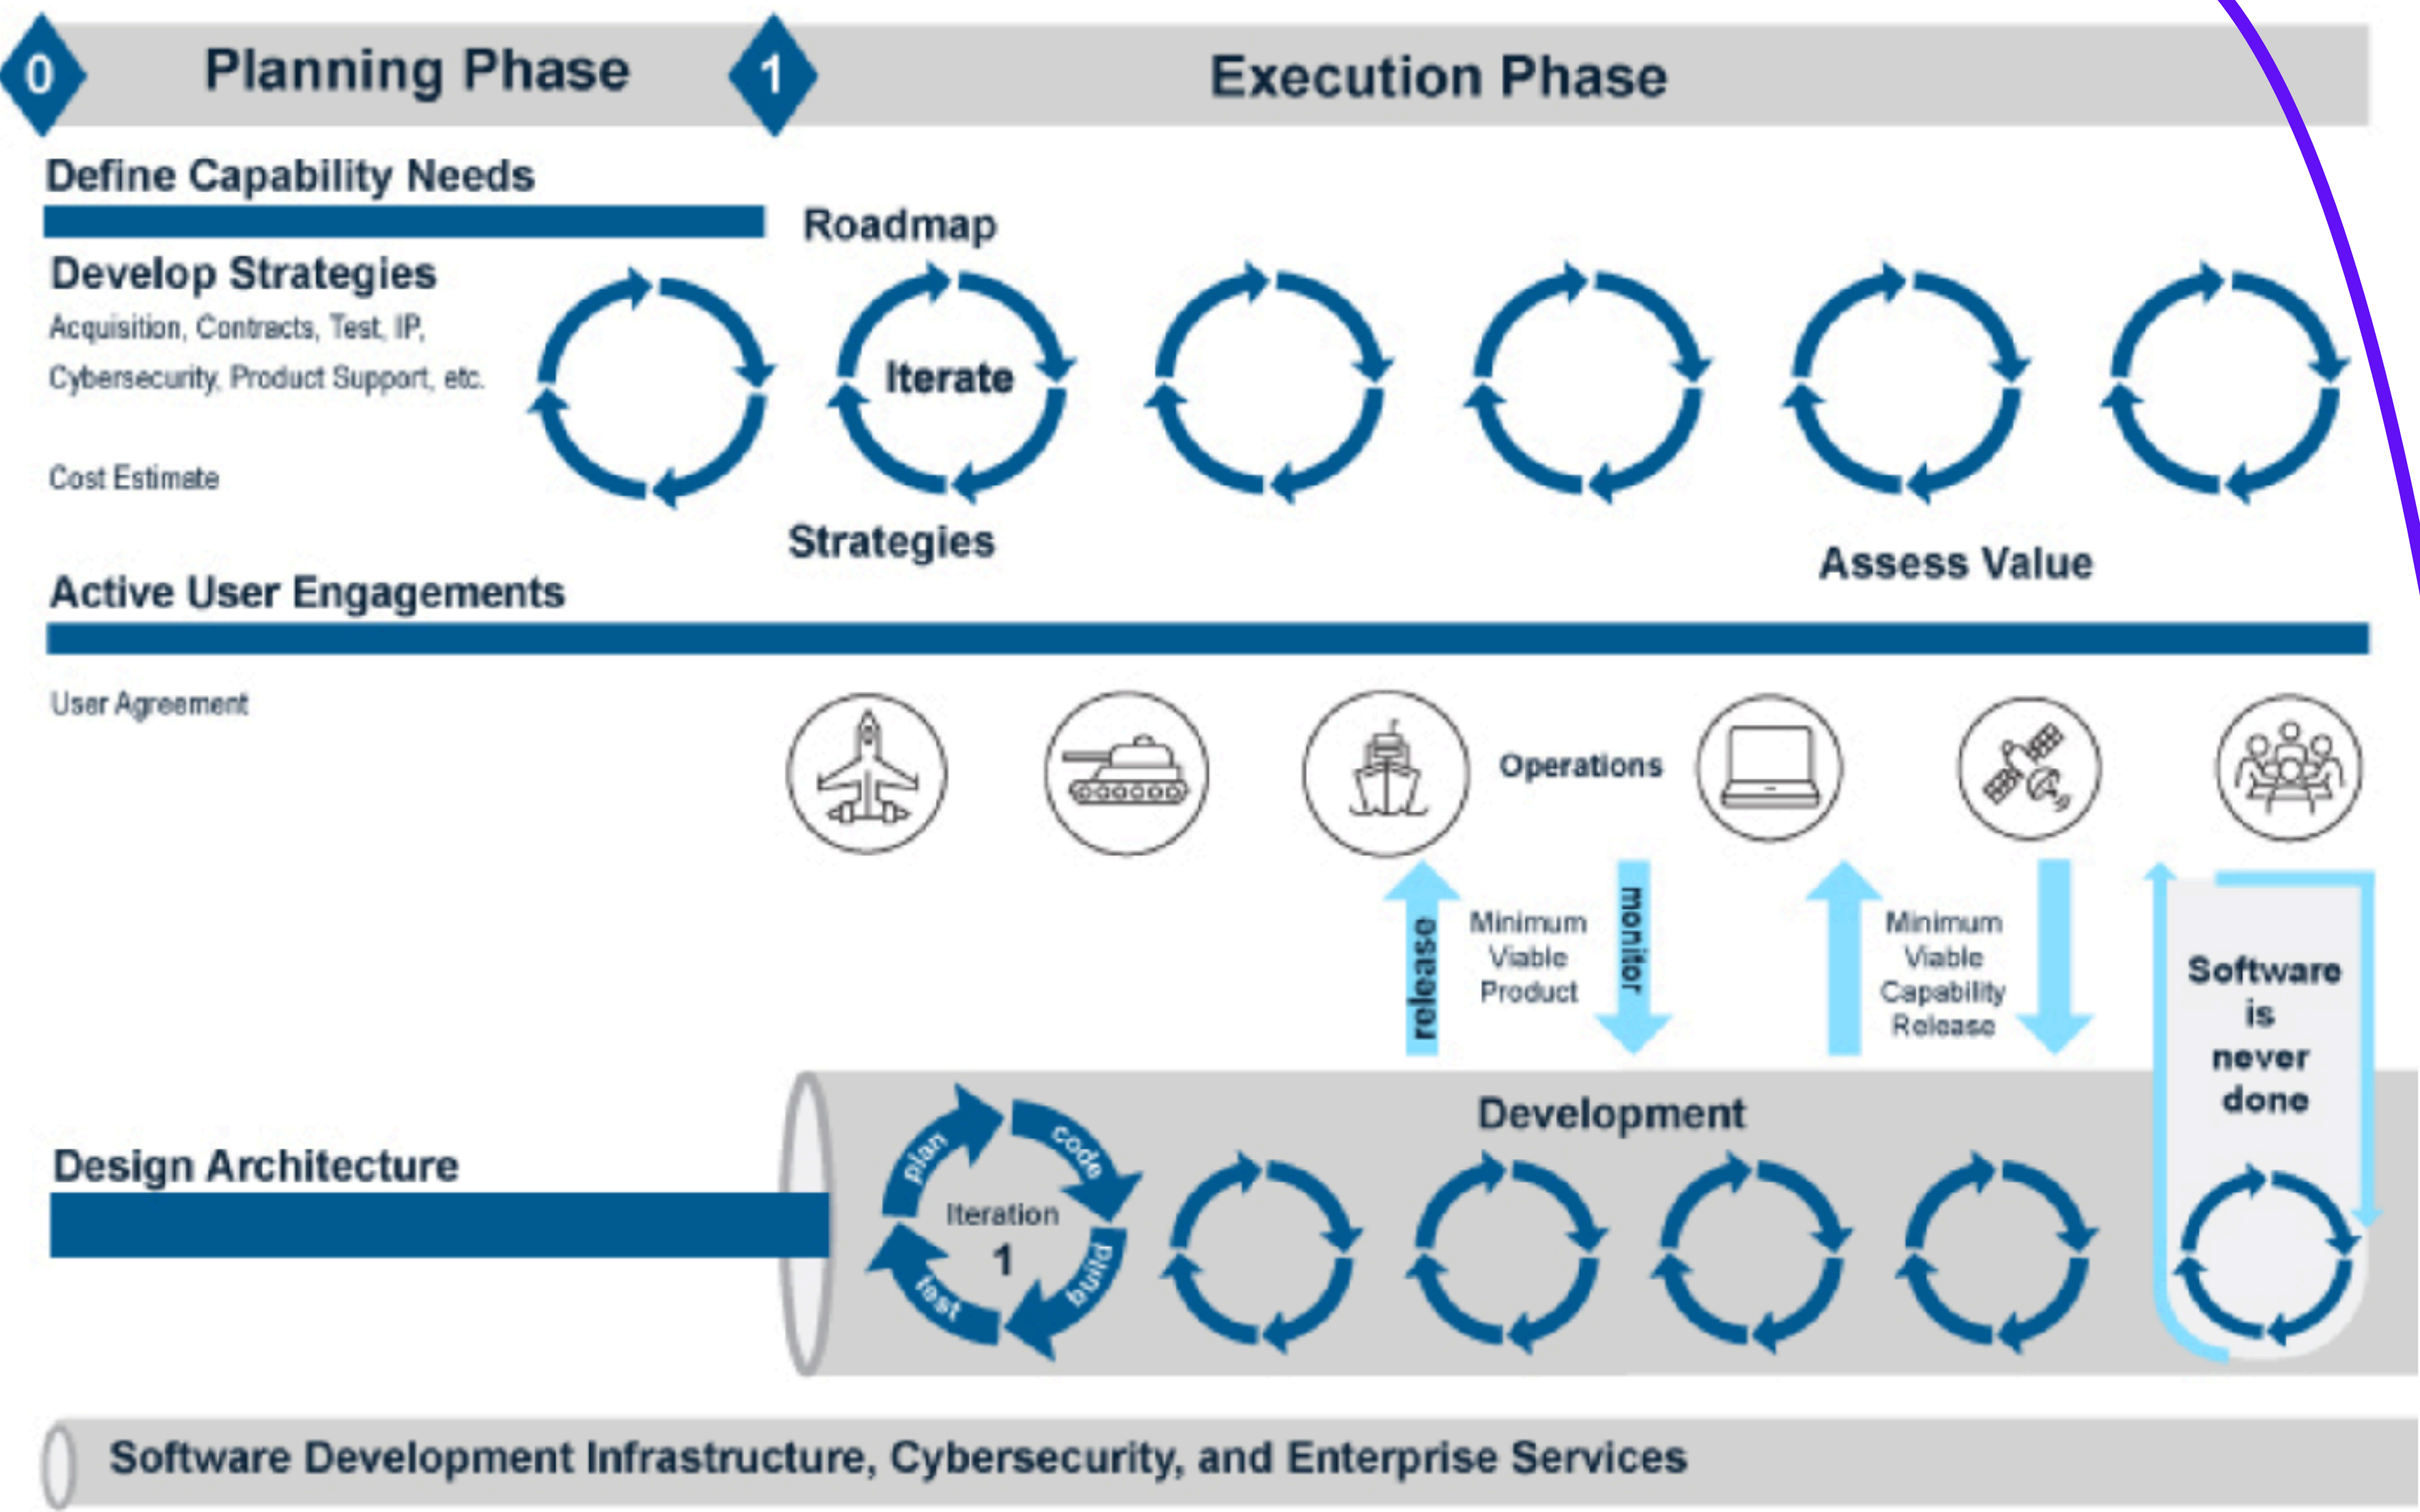 0
Planning Phase
1
Execution Phase
Define Capability Needs
Roadmap
Develop Strategies
Acquisition, Contracts, Test, IP,
Cybersecurity, Product Support, etc.
Iterate
Cost Estimate
Strategies
Assess Value
Active User Engagements
User Agreement
Operations
release
Minimum
Viable
Product
monitor
Minimum
Viable
Capability
Release
Software
is
never
done
Development
Design Architecture
plan
code
build
test
Iteration
1
Software Development Infrastructure, Cybersecurity, and Enterprise Services